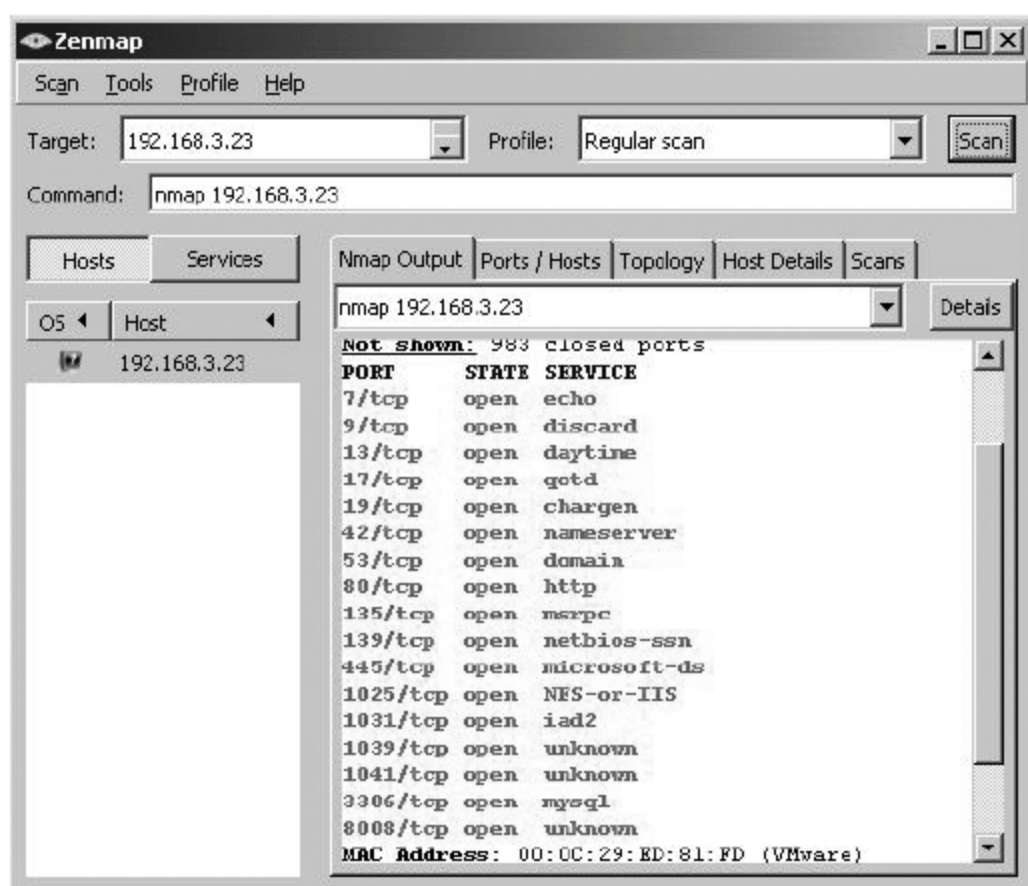 Zenmap
Scan Tools Profile Help
Target: 192.168.3.23 Profile: Regular scan Scan
Command: nmap 192.168.3.23
Hosts Services
Nmap Output Ports / Hosts Topology Host Details Scans
OS Host
nmap 192.168.3.23 Details
192.168.3.23
Not shown: 983 closed ports
PORT STATE SERVICE
7/tcp open echo
9/tcp open discard
13/tcp open daytime
17/tcp open qotd
19/tcp open chargen
42/tcp open nameserver
53/tcp open domain
80/tcp open http
135/tcp open msrpc
139/tcp open netbios-ssn
445/tcp open microsoft-ds
1025/tcp open NFS-or-IIS
1031/tcp open iad2
1039/tcp open unknown
1041/tcp open unknown
3306/tcp open mysql
8008/tcp open unknown
MAC Address: 00:0C:29:ED:81:FD (VMware)